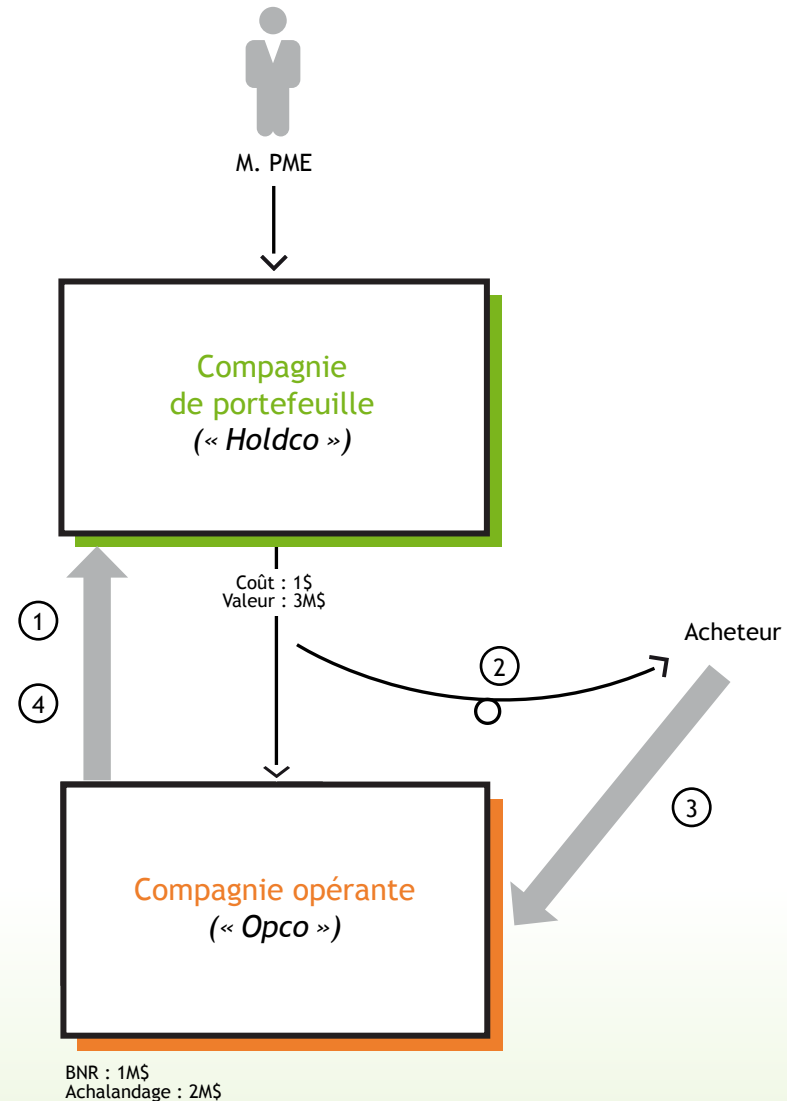 M. PME
Compagnie
de portefeuille
(« Holdco »)
Coût : 1$
Valeur : 3M$
1
4
2
Acheteur
3
Compagnie opérante
(« Opco »)
BNR : 1M$
Achalandage : 2M$